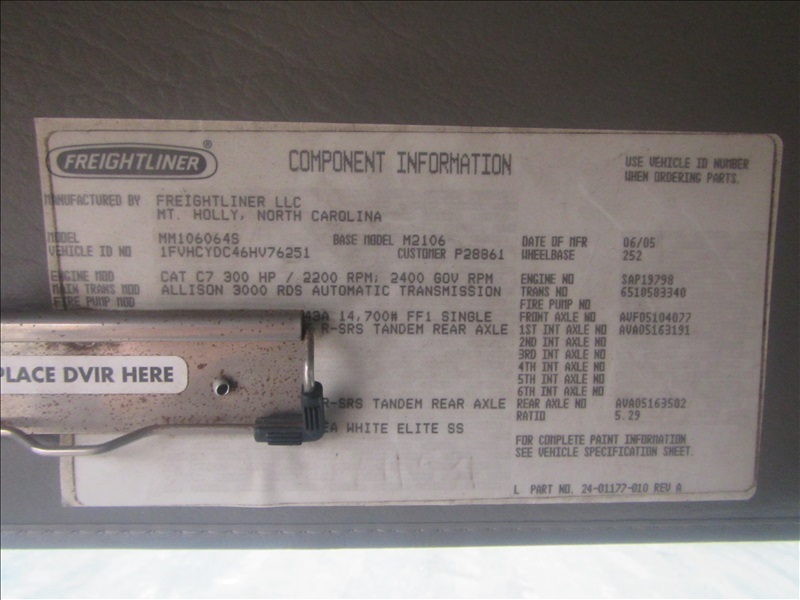 FREIGHTLINER®
COMPONENT INFORMATION
USE VEHICLE ID NUMBER
WHEN ORDERING PARTS.
MANUFACTURED BY FREIGHTLINER LLC
MT. HOLLY, NORTH CAROLINA
MODEL MM106064S BASE MODEL M2106 DATE OF MFR 06/05
VEHICLE ID NO 1FVHCYDC46HV76251 CUSTOMER P28861 WHEELBASE 252
ENGINE MOD CAT C7 300 HP / 2200 RPM; 2400 GOV RPM ENGINE NO SAP19798
MAIN TRANS MOD ALLISON 3000 RDS AUTOMATIC TRANSMISSION TRANS NO 6510583340
FIRE PUMP MOD FIRE PUMP NO
43A 14,700# FF1 SINGLE FRONT AXLE NO AVF05104077
R-SRS TANDEM REAR AXLE 1ST INT AXLE NO AVA05163191
2ND INT AXLE NO
3RD INT AXLE NO
4TH INT AXLE NO
5TH INT AXLE NO
6TH INT AXLE NO
R-SRS TANDEM REAR AXLE REAR AXLE NO AVA05163502
RATIO 5.29
EA WHITE ELITE SS
FOR COMPLETE PAINT INFORMATION
SEE VEHICLE SPECIFICATION SHEET.
L PART NO. 24-01177-010 REV A
PLACE DVIR HERE